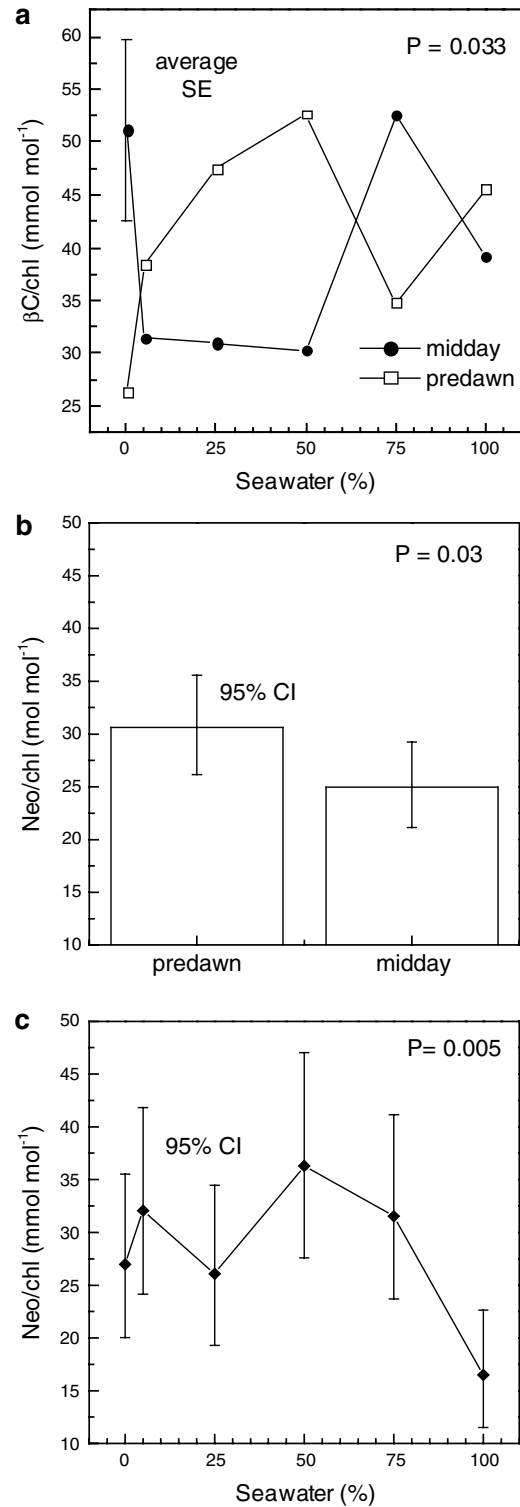 a
P = 0.033
average
SE
60
55
50
45
40
35
30
25
βC/chl (mmol mol⁻¹)
midday
predawn
0 25 50 75 100
Seawater (%)
b
P = 0.03
95% CI
50
45
40
35
30
25
20
15
10
Neo/chl (mol mol⁻¹)
predawn midday
c
P= 0.005
95% CI
50
45
40
35
30
25
20
15
10
Neo/chl (mmol mol⁻¹)
0 25 50 75 100
Seawater (%)